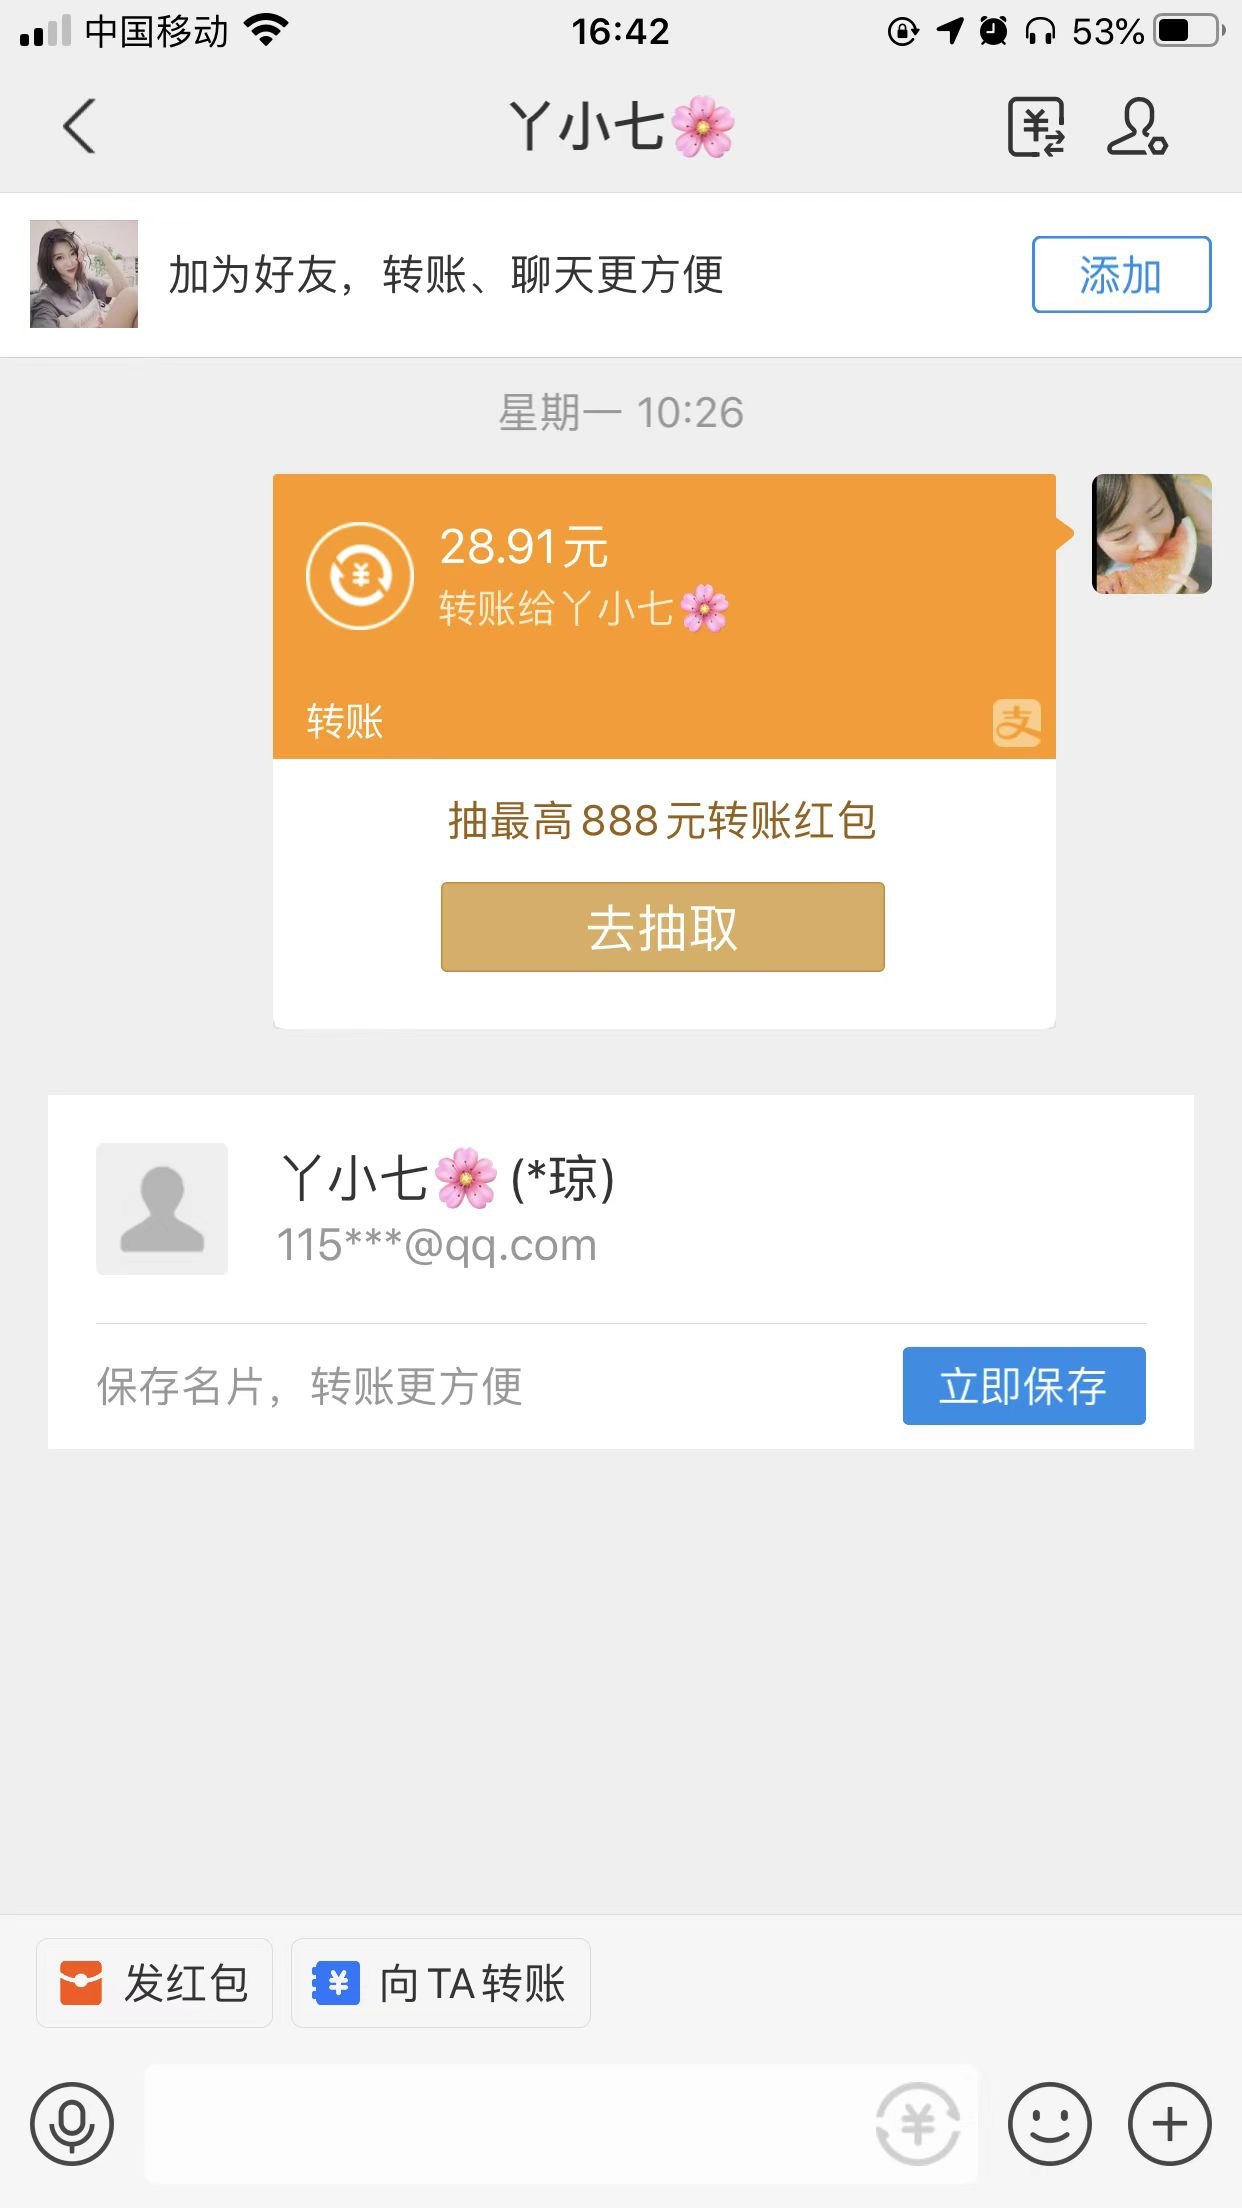 中国移动 16:42 53%
丫小七🌸
加为好友，转账、聊天更方便
添加
星期一 10:26
28.91元
转账给丫小七🌸
转账
支
抽最高888元转账红包
去抽取
丫小七🌸(*琼)
115***@qq.com
保存名片，转账更方便
立即保存
发红包
向TA转账